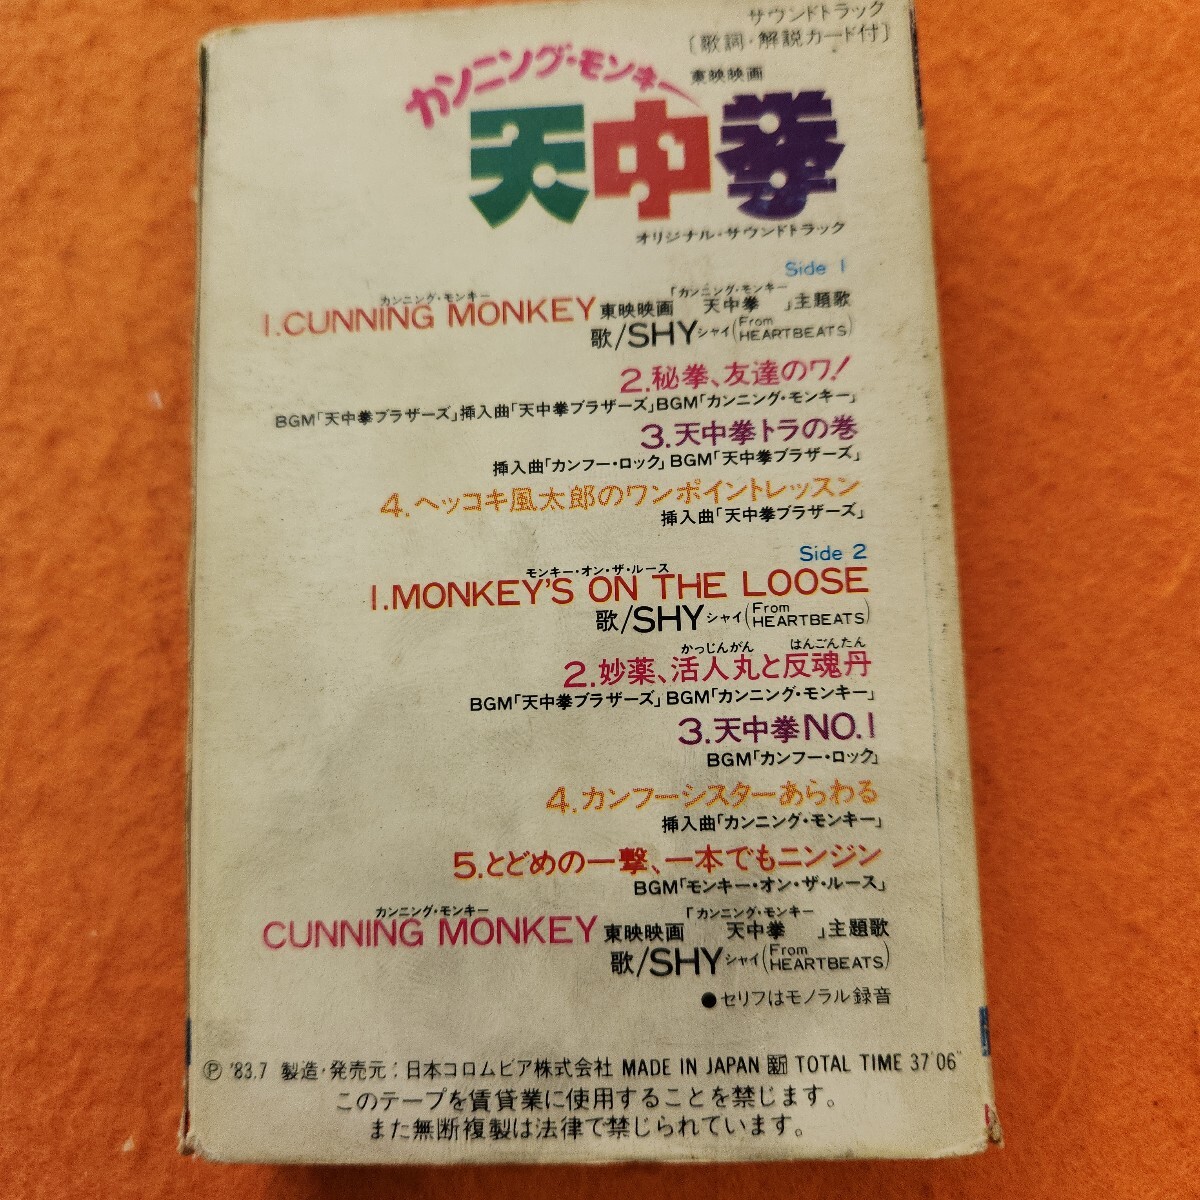 サウンドトラック
〔歌詞・解説カード付〕
カンニング・モンキー
東映映画
天中拳
オリジナル・サウンドトラック
Side 1
カンニング・モンキー
1.CUNNING MONKEY 東映映画「カンニング・モンキー天中拳」主題歌
歌/SHY シャイ(From HEARTBEATS)
2.秘拳、友達のワ!
BGM「天中拳ブラザーズ」挿入曲「天中拳ブラザーズ」BGM「カンニング・モンキー」
3.天中拳トラの巻
挿入曲「カンフー・ロック」BGM「天中拳ブラザーズ」
4.ヘッコキ風太郎のワンポイントレッスン
挿入曲「天中拳ブラザーズ」
Side 2
モンキー・オン・ザ・ルース
1.MONKEY'S ON THE LOOSE
歌/SHY シャイ(From HEARTBEATS)
かっじんがん はんごんたん
2.妙薬、活人丸と反魂丹
BGM「天中拳ブラザーズ」BGM「カンニング・モンキー」
3.天中拳NO.1
BGM「カンフー・ロック」
4.カンフーシスターあらわる
挿入曲「カンニング・モンキー」
5.とどめの一撃、一本でもニンジン
BGM「モンキー・オン・ザ・ルース」
カンニング・モンキー
CUNNING MONKEY 東映映画「カンニング・モンキー天中拳」主題歌
歌/SHY シャイ(From HEARTBEATS)
●セリフはモノラル録音
Ⓟ '83.7 製造・発売元:日本コロムビア株式会社 MADE IN JAPAN TOTAL TIME 37'06"
このテープを賃貸業に使用することを禁じます。
また無断複製は法律で禁じられています。